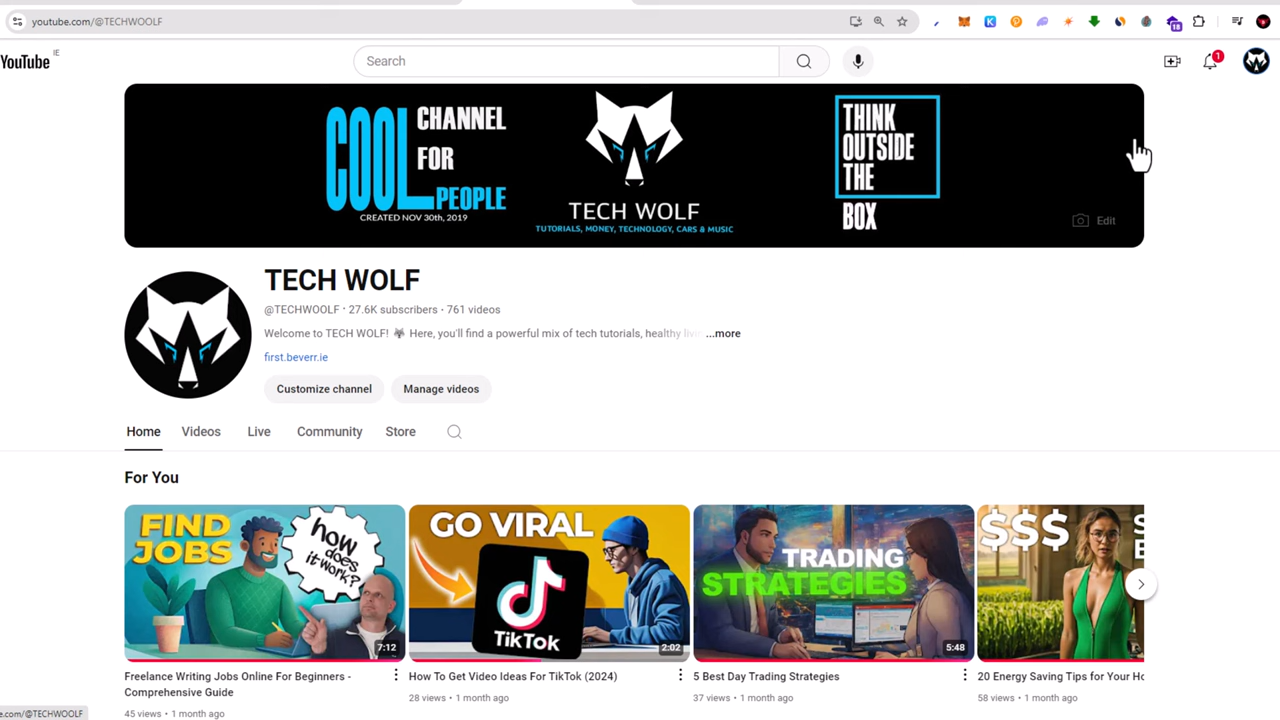 youtube.com/@TECHWOOLF
18
YouTube IE
Search
1
COOL CHANNEL FOR PEOPLE
CREATED NOV 30th, 2019
TECH WOLF
TUTORIALS, MONEY, TECHNOLOGY, CARS & MUSIC
THINK
OUTSIDE
THE
BOX
Edit
TECH WOLF
@TECHWOOLF · 27.6K subscribers · 761 videos
Welcome to TECH WOLF! 🐺 Here, you'll find a powerful mix of tech tutorials, healthy ...more
first.beverr.ie
Customize channel Manage videos
Home Videos Live Community Store
For You
FIND
JOBS
how
does
it work?
7:12
GO VIRAL
TikTok
2:02
TRADING
STRATEGIES
5:48
$$$
Freelance Writing Jobs Online For Beginners -
Comprehensive Guide
45 views • 1 month ago
How To Get Video Ideas For TikTok (2024)
28 views • 1 month ago
5 Best Day Trading Strategies
37 views • 1 month ago
20 Energy Saving Tips for Your
58 views • 1 month ago
e.com/@TECHWOOLF